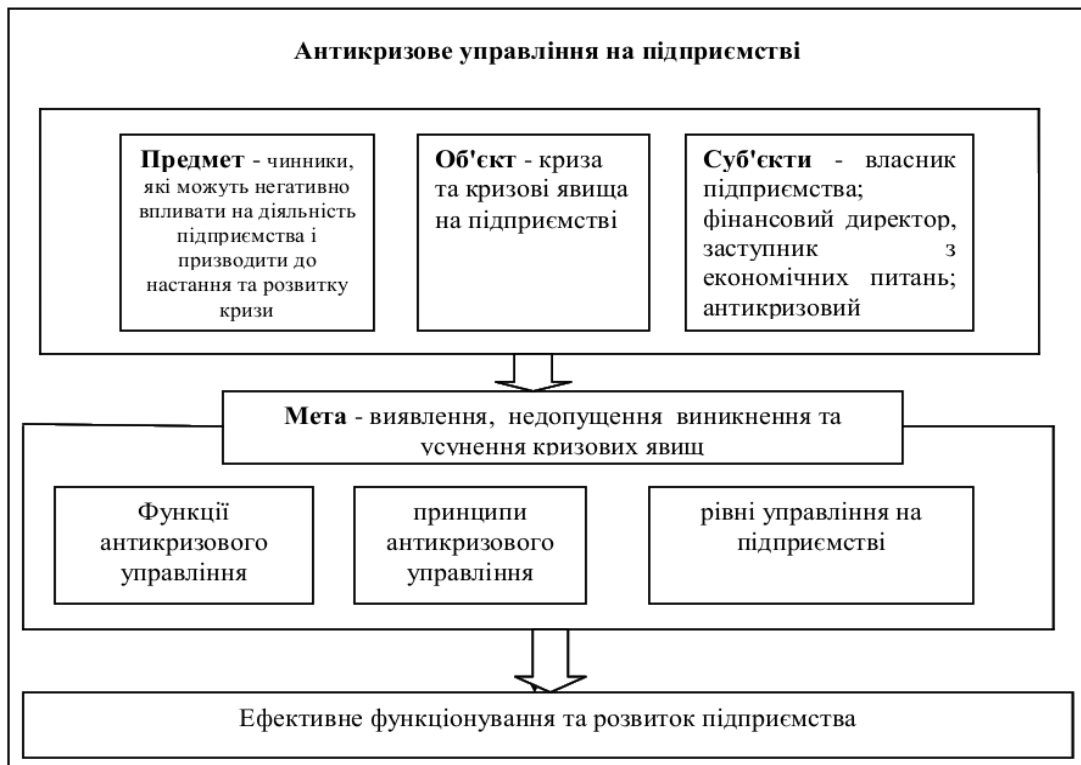 Антикризове управління на підприємстві
Предмет - чинники,
які можуть негативно
впливати на діяльність
підприємства і
призводити до
настання та розвитку
кризи
Об'єкт - криза
та кризові явища
на підприємстві
Суб'єкти - власник
підприємства;
фінансовий директор,
заступник з
економічних питань;
антикризовий
Мета - виявлення, недопущення виникнення та
усунення кризових явищ
Функції
антикризового
управління
принципи
антикризового
управління
рівні управління на
підприємстві
Ефективне функціонування та розвиток підприємства